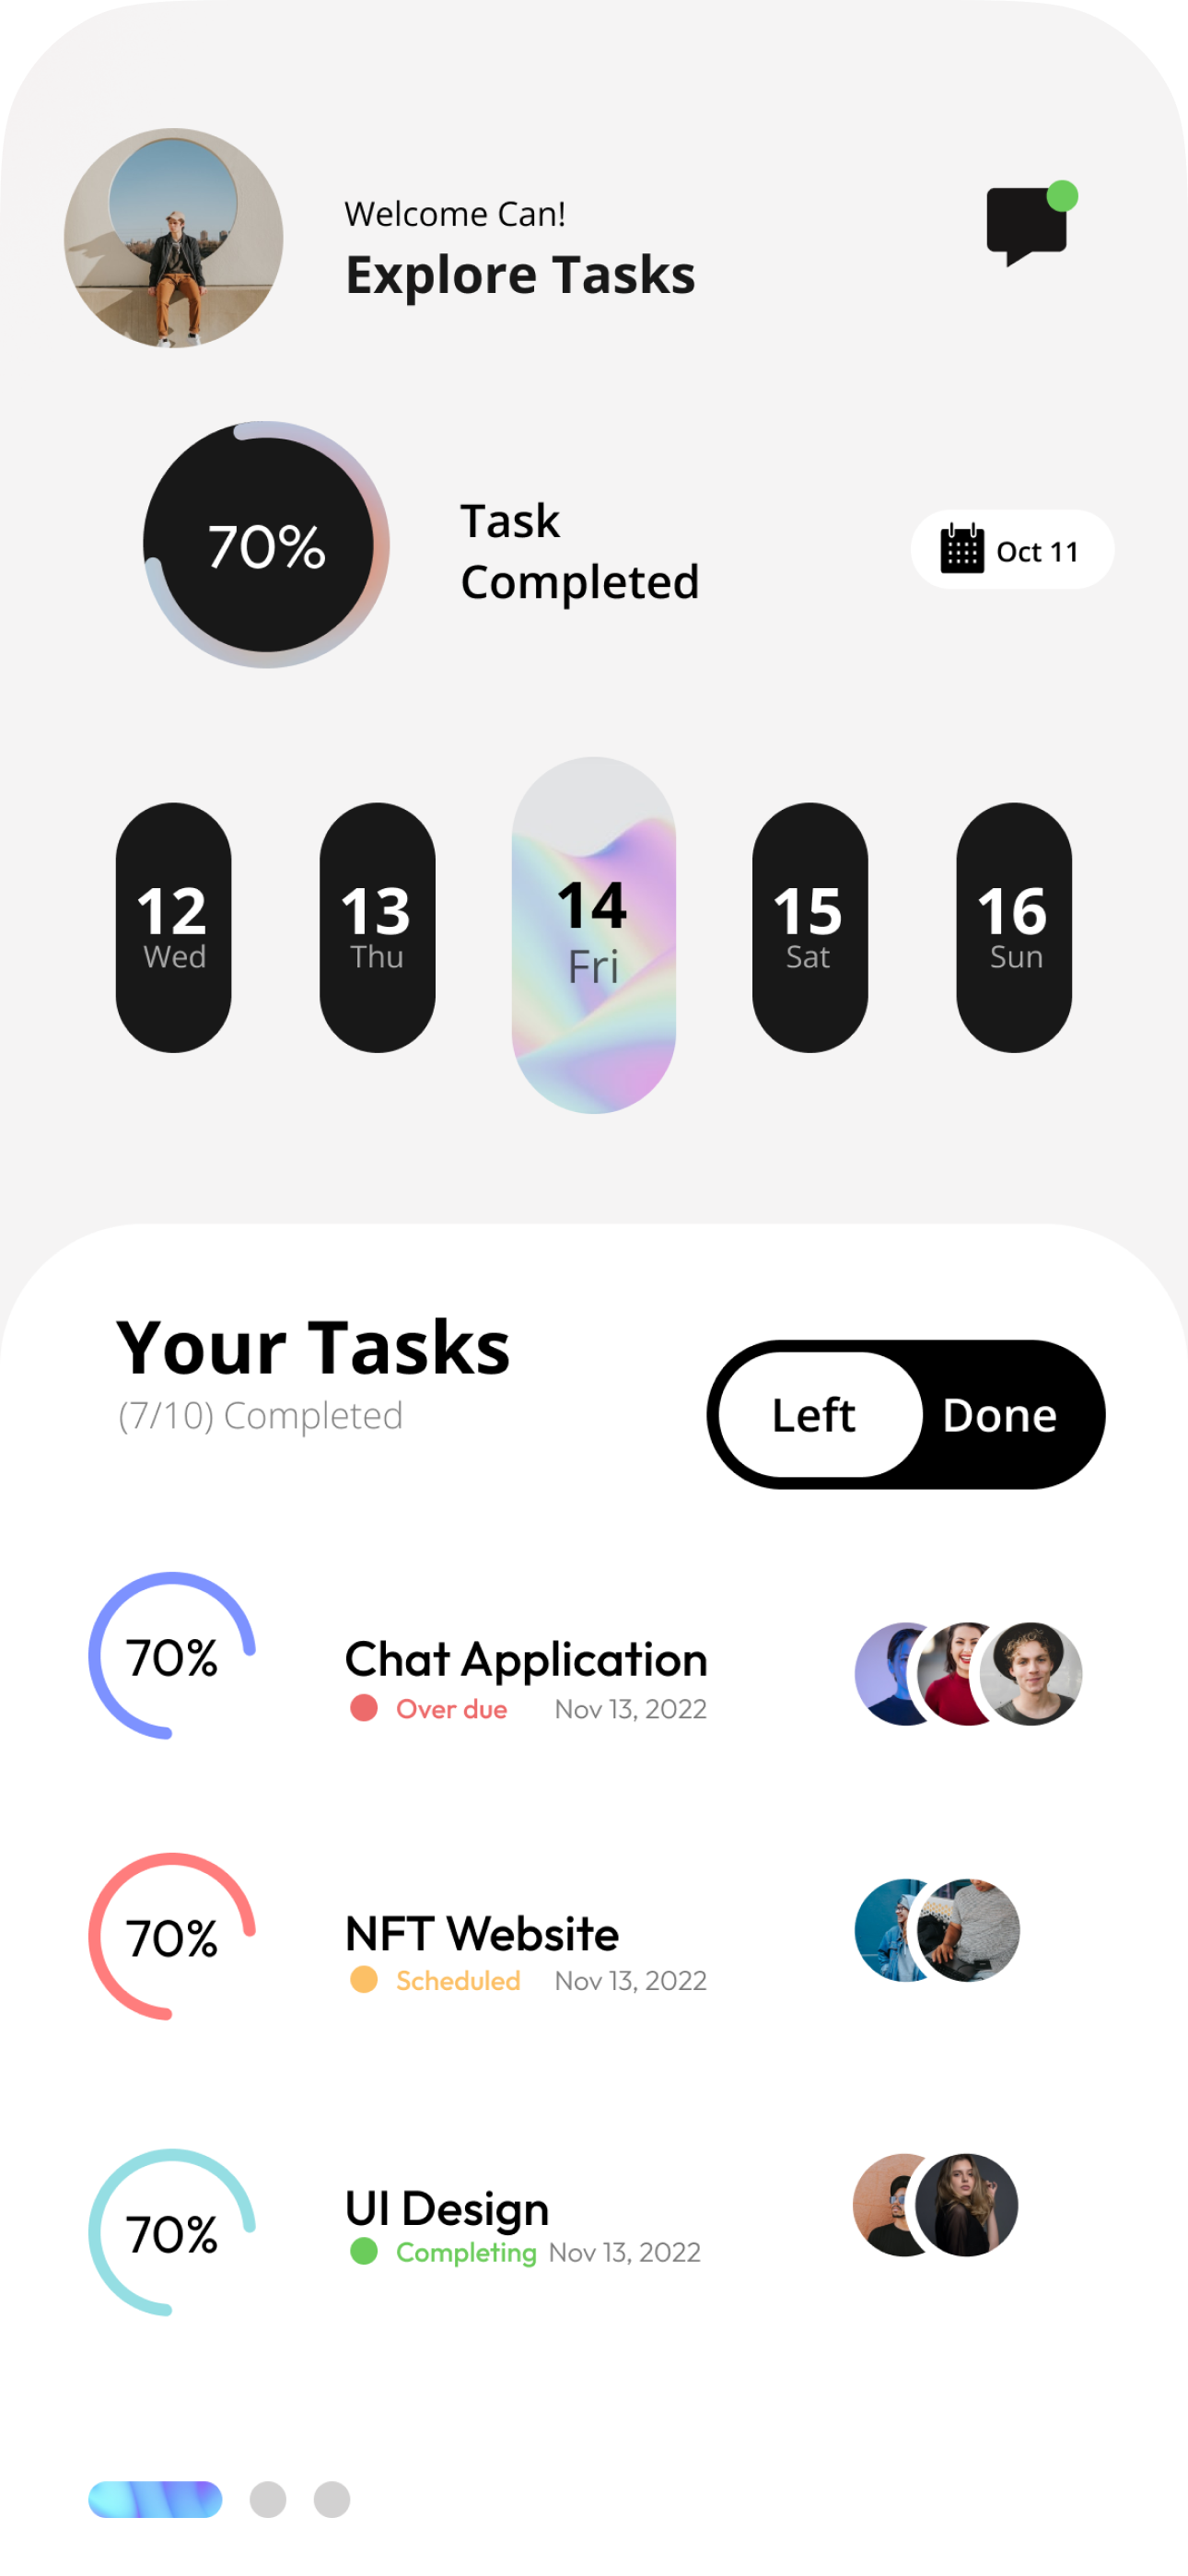 Welcome Can!
Explore Tasks
70%
Task
Completed
Oct 11
12
Wed
13
Thu
14
Fri
15
Sat
16
Sun
Your Tasks
(7/10) Completed
Left
Done
70%
Chat Application
Over due Nov 13, 2022
70%
NFT Website
Scheduled Nov 13, 2022
70%
UI Design
Completing Nov 13, 2022